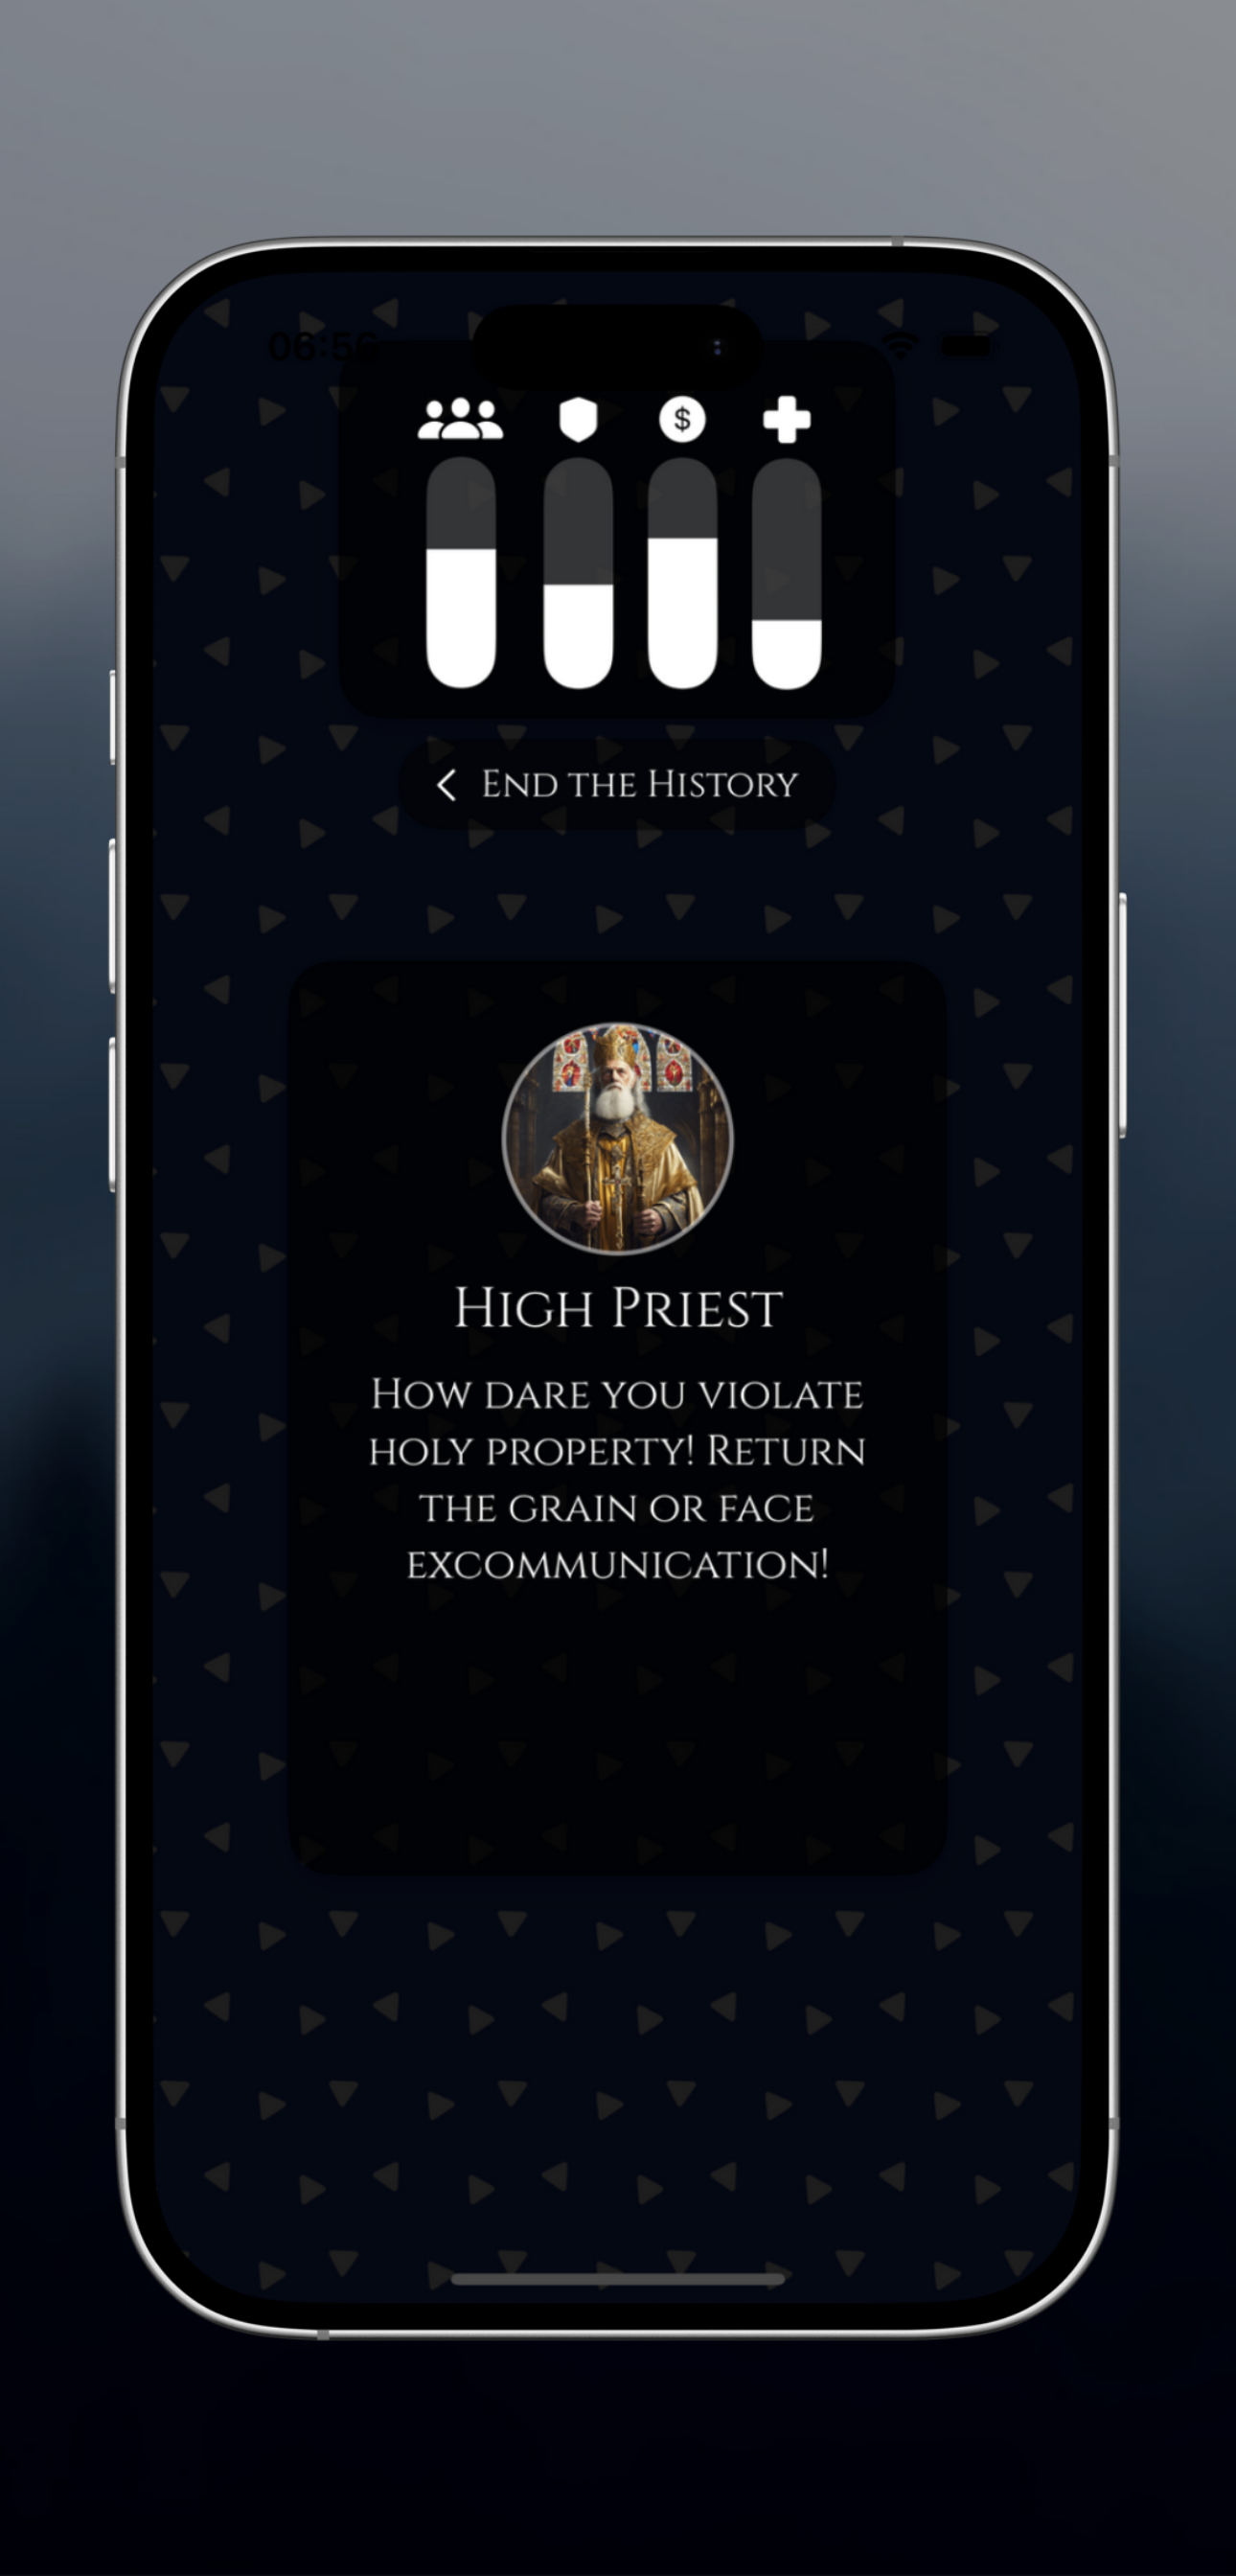 06:56
$
End the History
High Priest
How dare you violate
holy property! Return
the grain or face
excommunication!